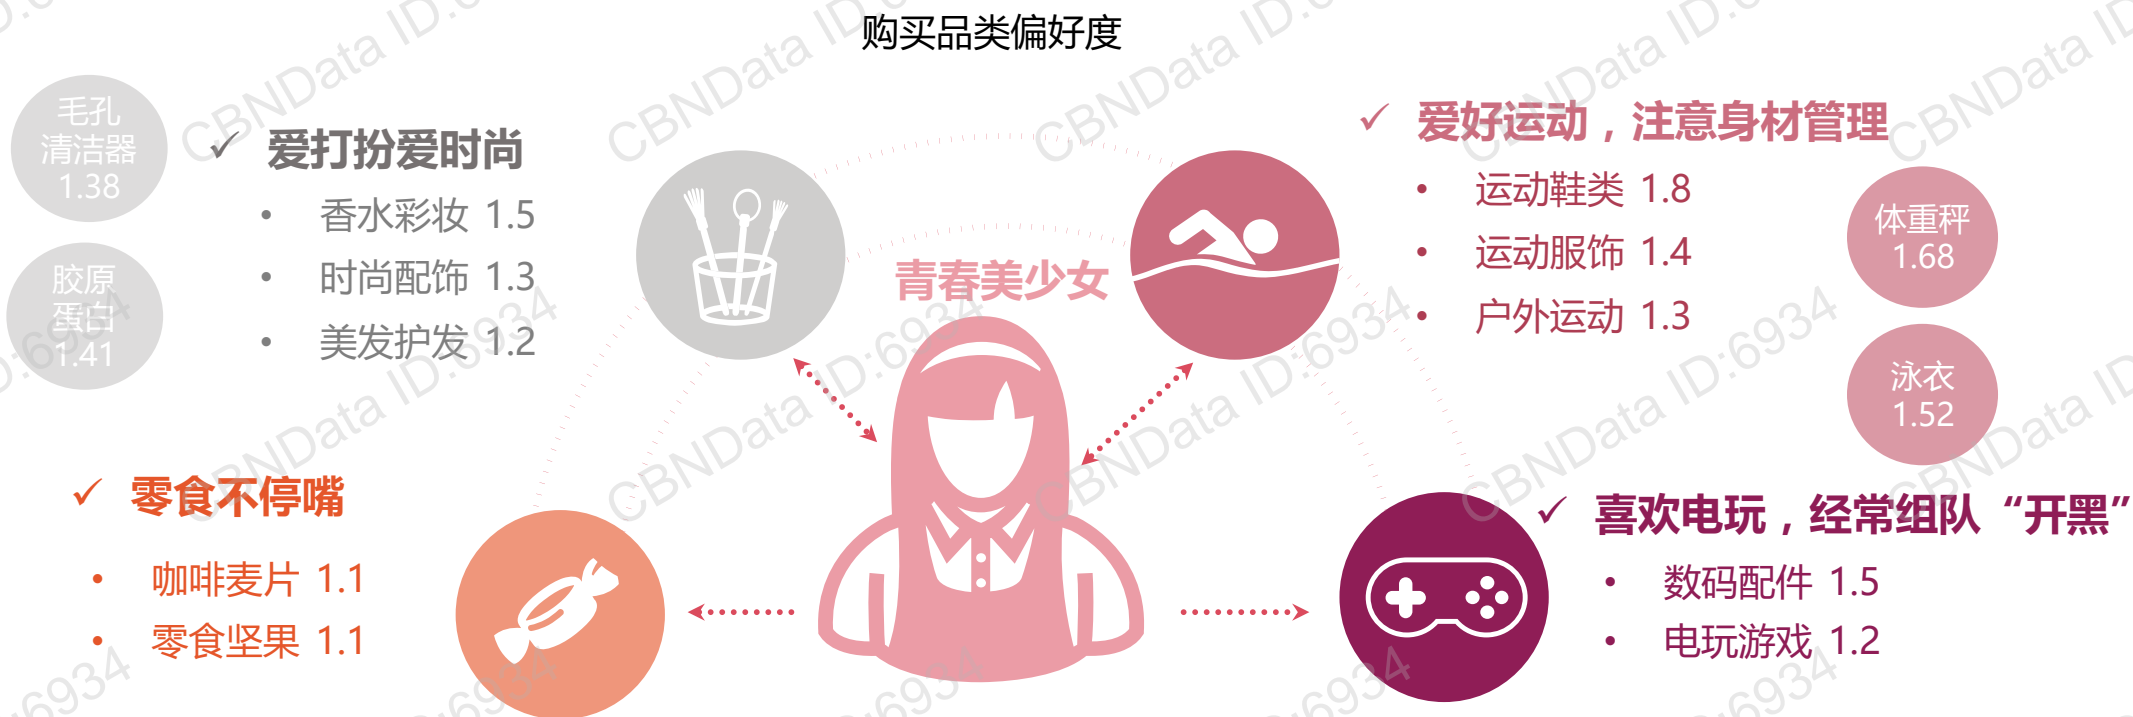 购买品类偏好度
毛孔
清洁器
1.38
胶原
蛋白
1.41
✓ 爱打扮爱时尚
• 香水彩妆 1.5
• 时尚配饰 1.3
• 美发护发 1.2
青春美少女
✓ 爱好运动，注意身材管理
• 运动鞋类 1.8
• 运动服饰 1.4
• 户外运动 1.3
体重秤
1.68
泳衣
1.52
✓ 零食不停嘴
• 咖啡麦片 1.1
• 零食坚果 1.1
✓ 喜欢电玩，经常组队“开黑”
• 数码配件 1.5
• 电玩游戏 1.2
CBNData ID:6934